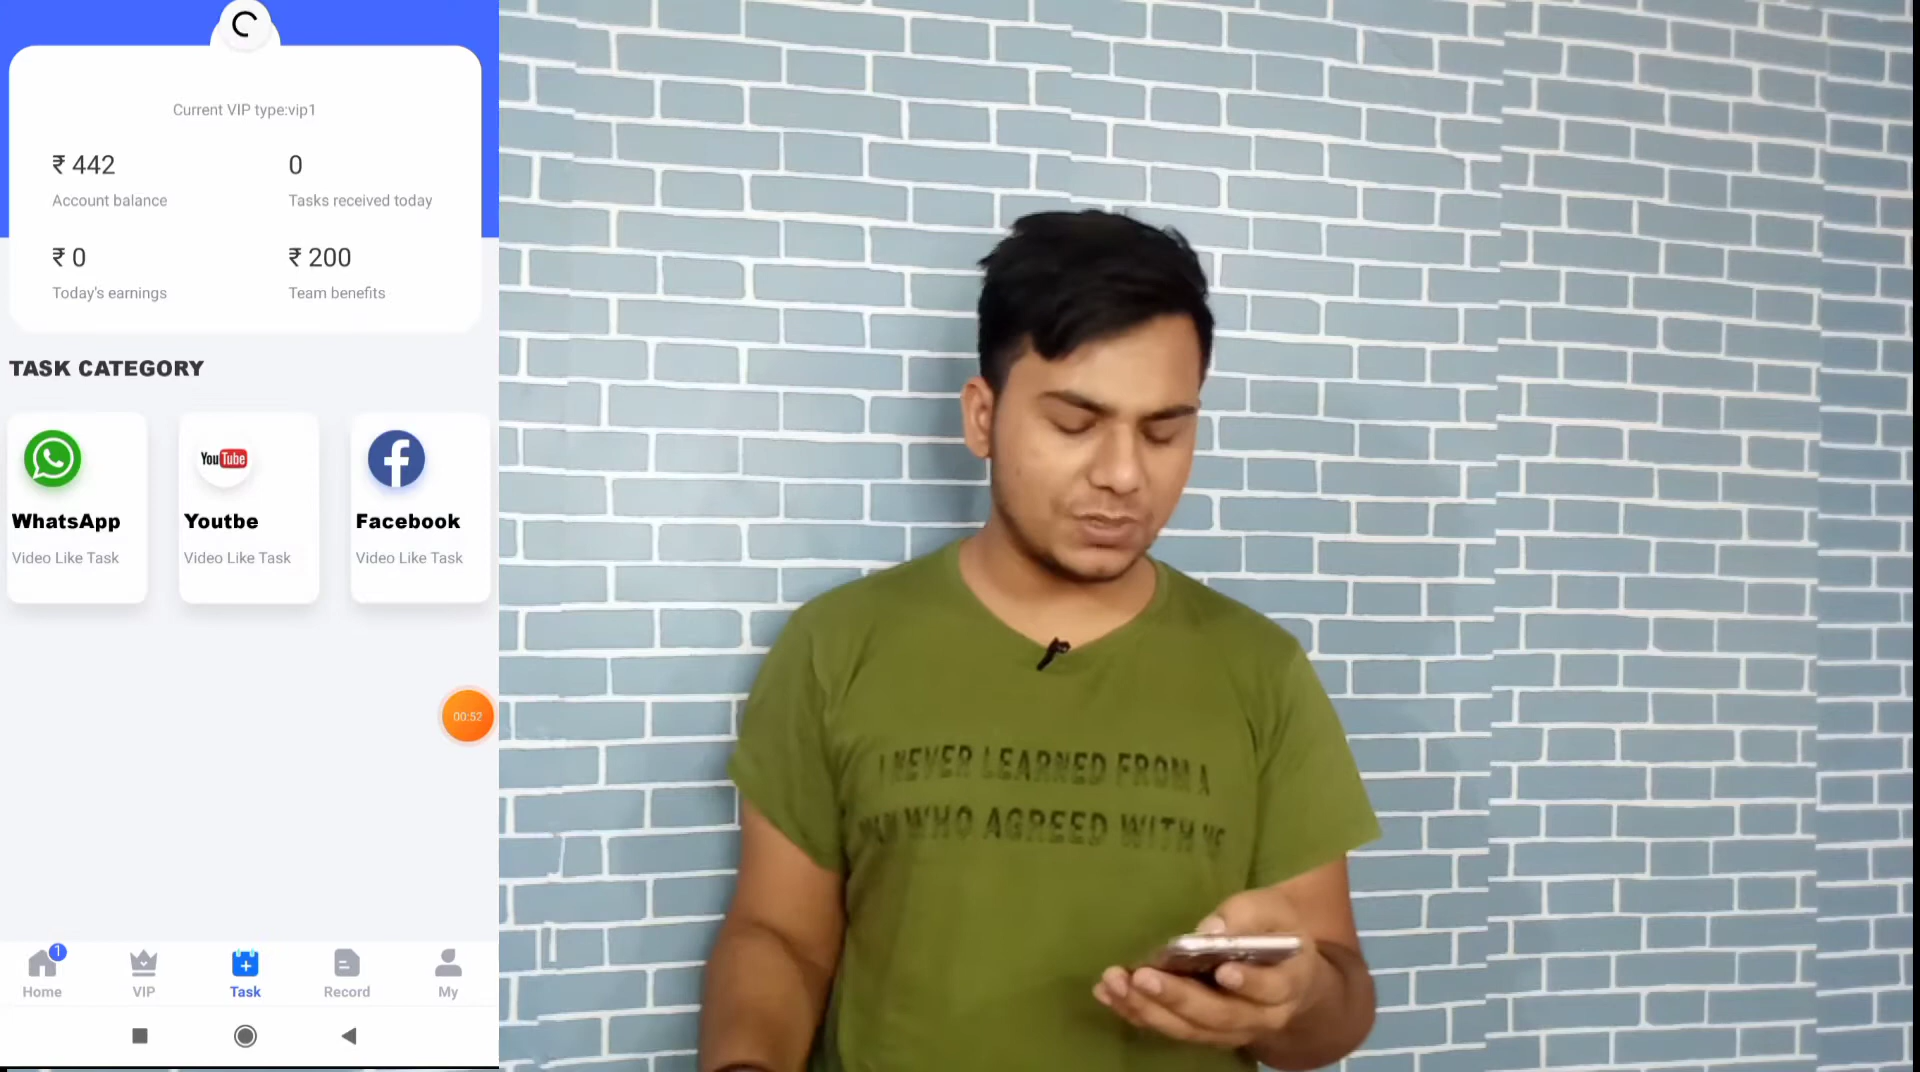 Current VIP type:vip1
₹ 442
0
Account balance
Tasks received today
₹ 0
₹ 200
Today's earnings
Team benefits
TASK CATEGORY
YouTube
WhatsApp
Youtbe
Facebook
Video Like Task
Video Like Task
Video Like Task
00:52
1
Home
VIP
Task
Record
My
I NEVER LEARNED FROM A
MAN WHO AGREED WITH ME